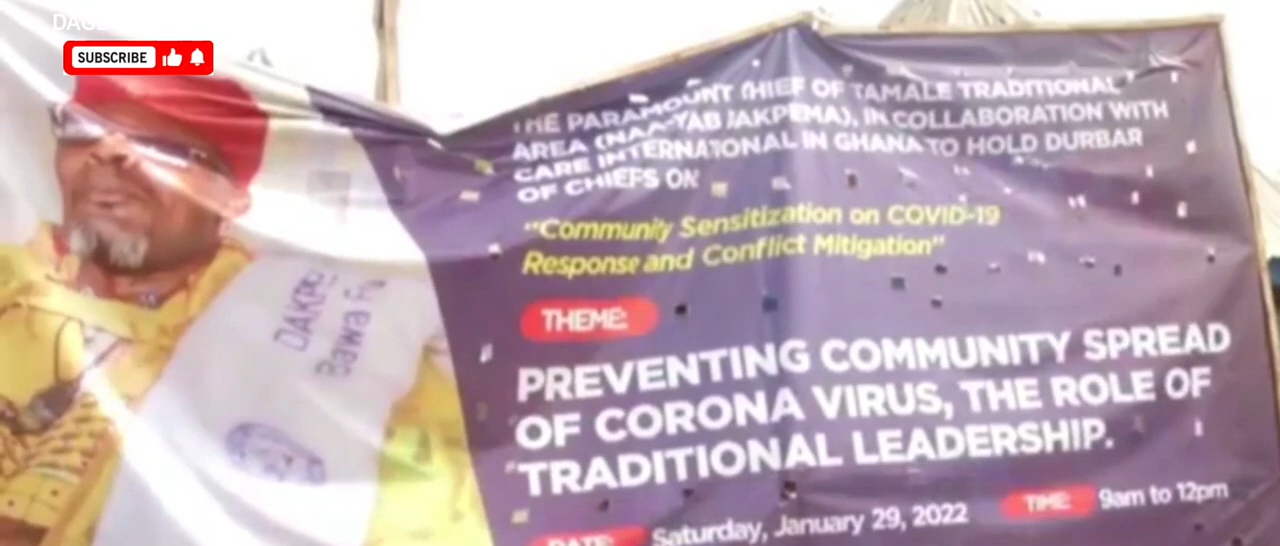 SUBSCRIBE
THE PARAMOUNT CHIEF OF TAMALE TRADITIONAL
AREA (NAA-YAB JAKPEMA), IN COLLABORATION WITH
CARE INTERNATIONAL IN GHANA TO HOLD DURBAR
OF CHIEFS ON
"Community Sensitization on COVID-19
Response and Conflict Mitigation"
THEME:
PREVENTING COMMUNITY SPREAD
OF CORONA VIRUS, THE ROLE OF
TRADITIONAL LEADERSHIP.
DATE: Saturday, January 29, 2022 TIME: 9am to 12pm
Bawa